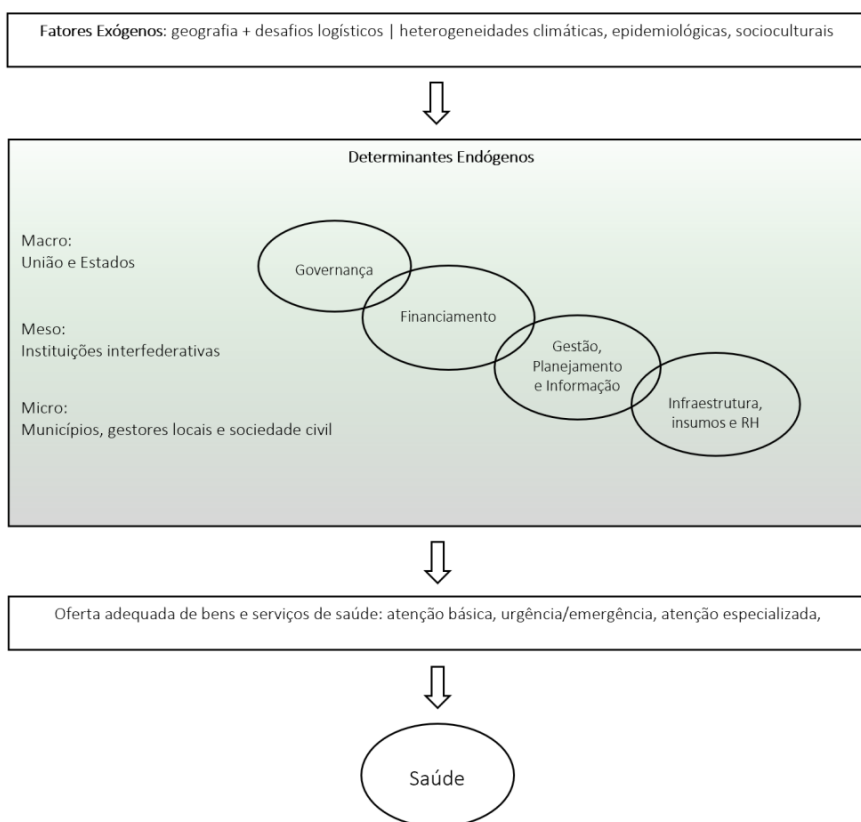 Fatores Exógenos: geografia + desafios logísticos | heterogeneidades climáticas, epidemiológicas, socioculturais
Determinantes Endógenos
Macro:
União e Estados
Governança
Financiamento
Meso:
Instituições interfederativas
Gestão,
Planejamento
e Informação
Micro:
Municípios, gestores locais e sociedade civil
Infraestrutura,
insumos e RH
Oferta adequada de bens e serviços de saúde: atenção básica, urgência/emergência, atenção especializada,
Saúde